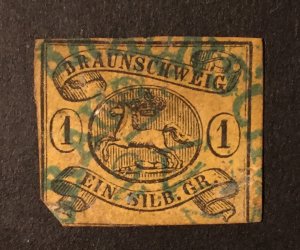 BRAUNSCHWEIG
1 1
EIN SILB. GR.